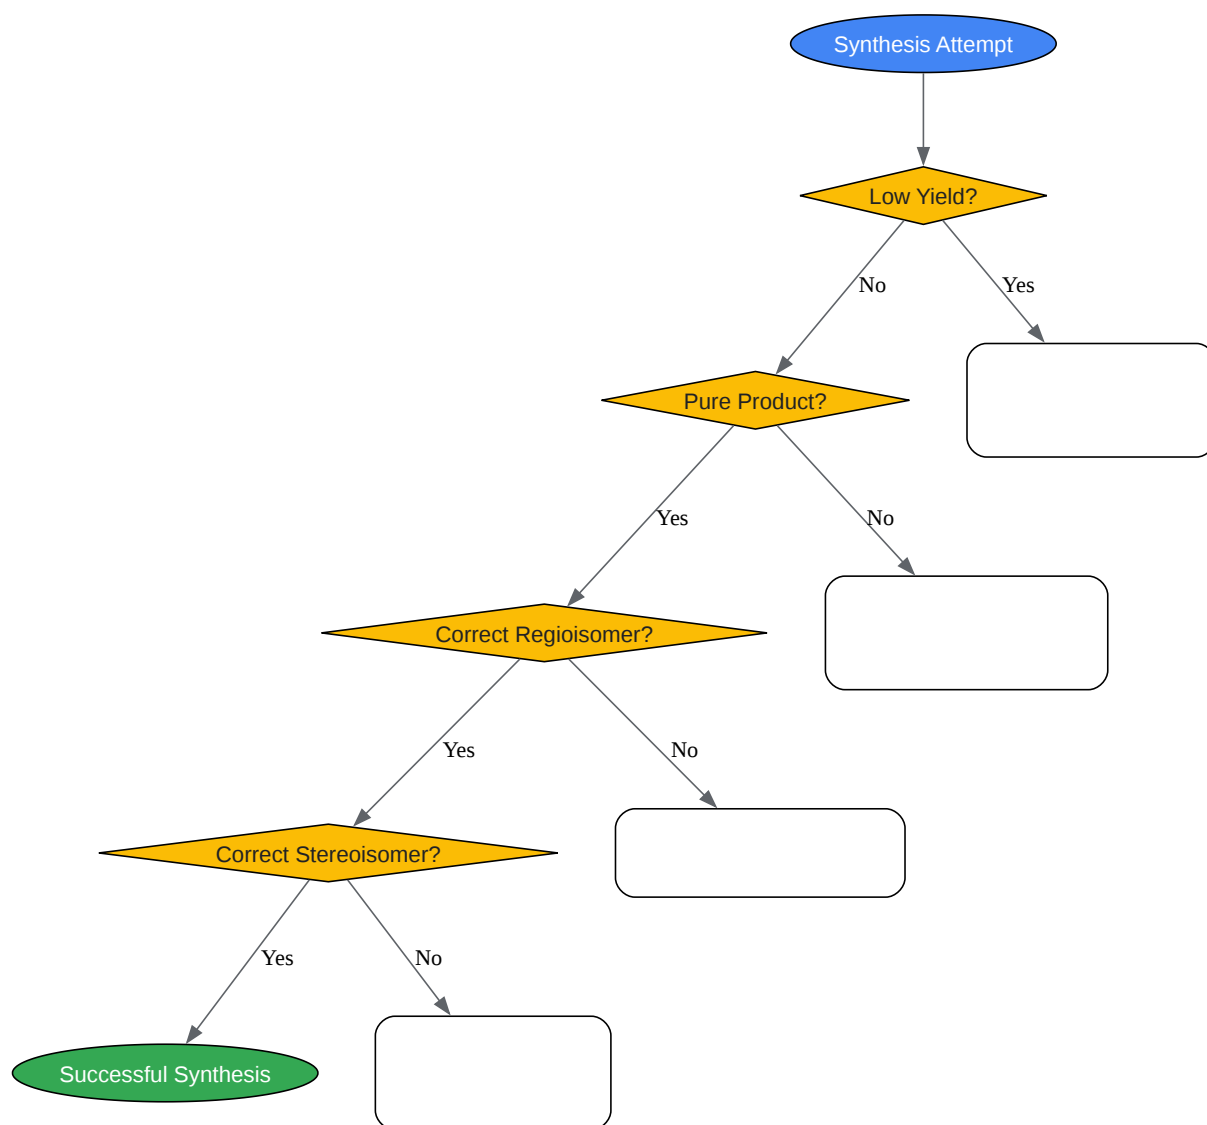 Synthesis Attempt
Low Yield?
No
Yes
Pure Product?
Yes
No
Correct Regioisomer?
Yes
No
Correct Stereoisomer?
Yes
No
Successful Synthesis